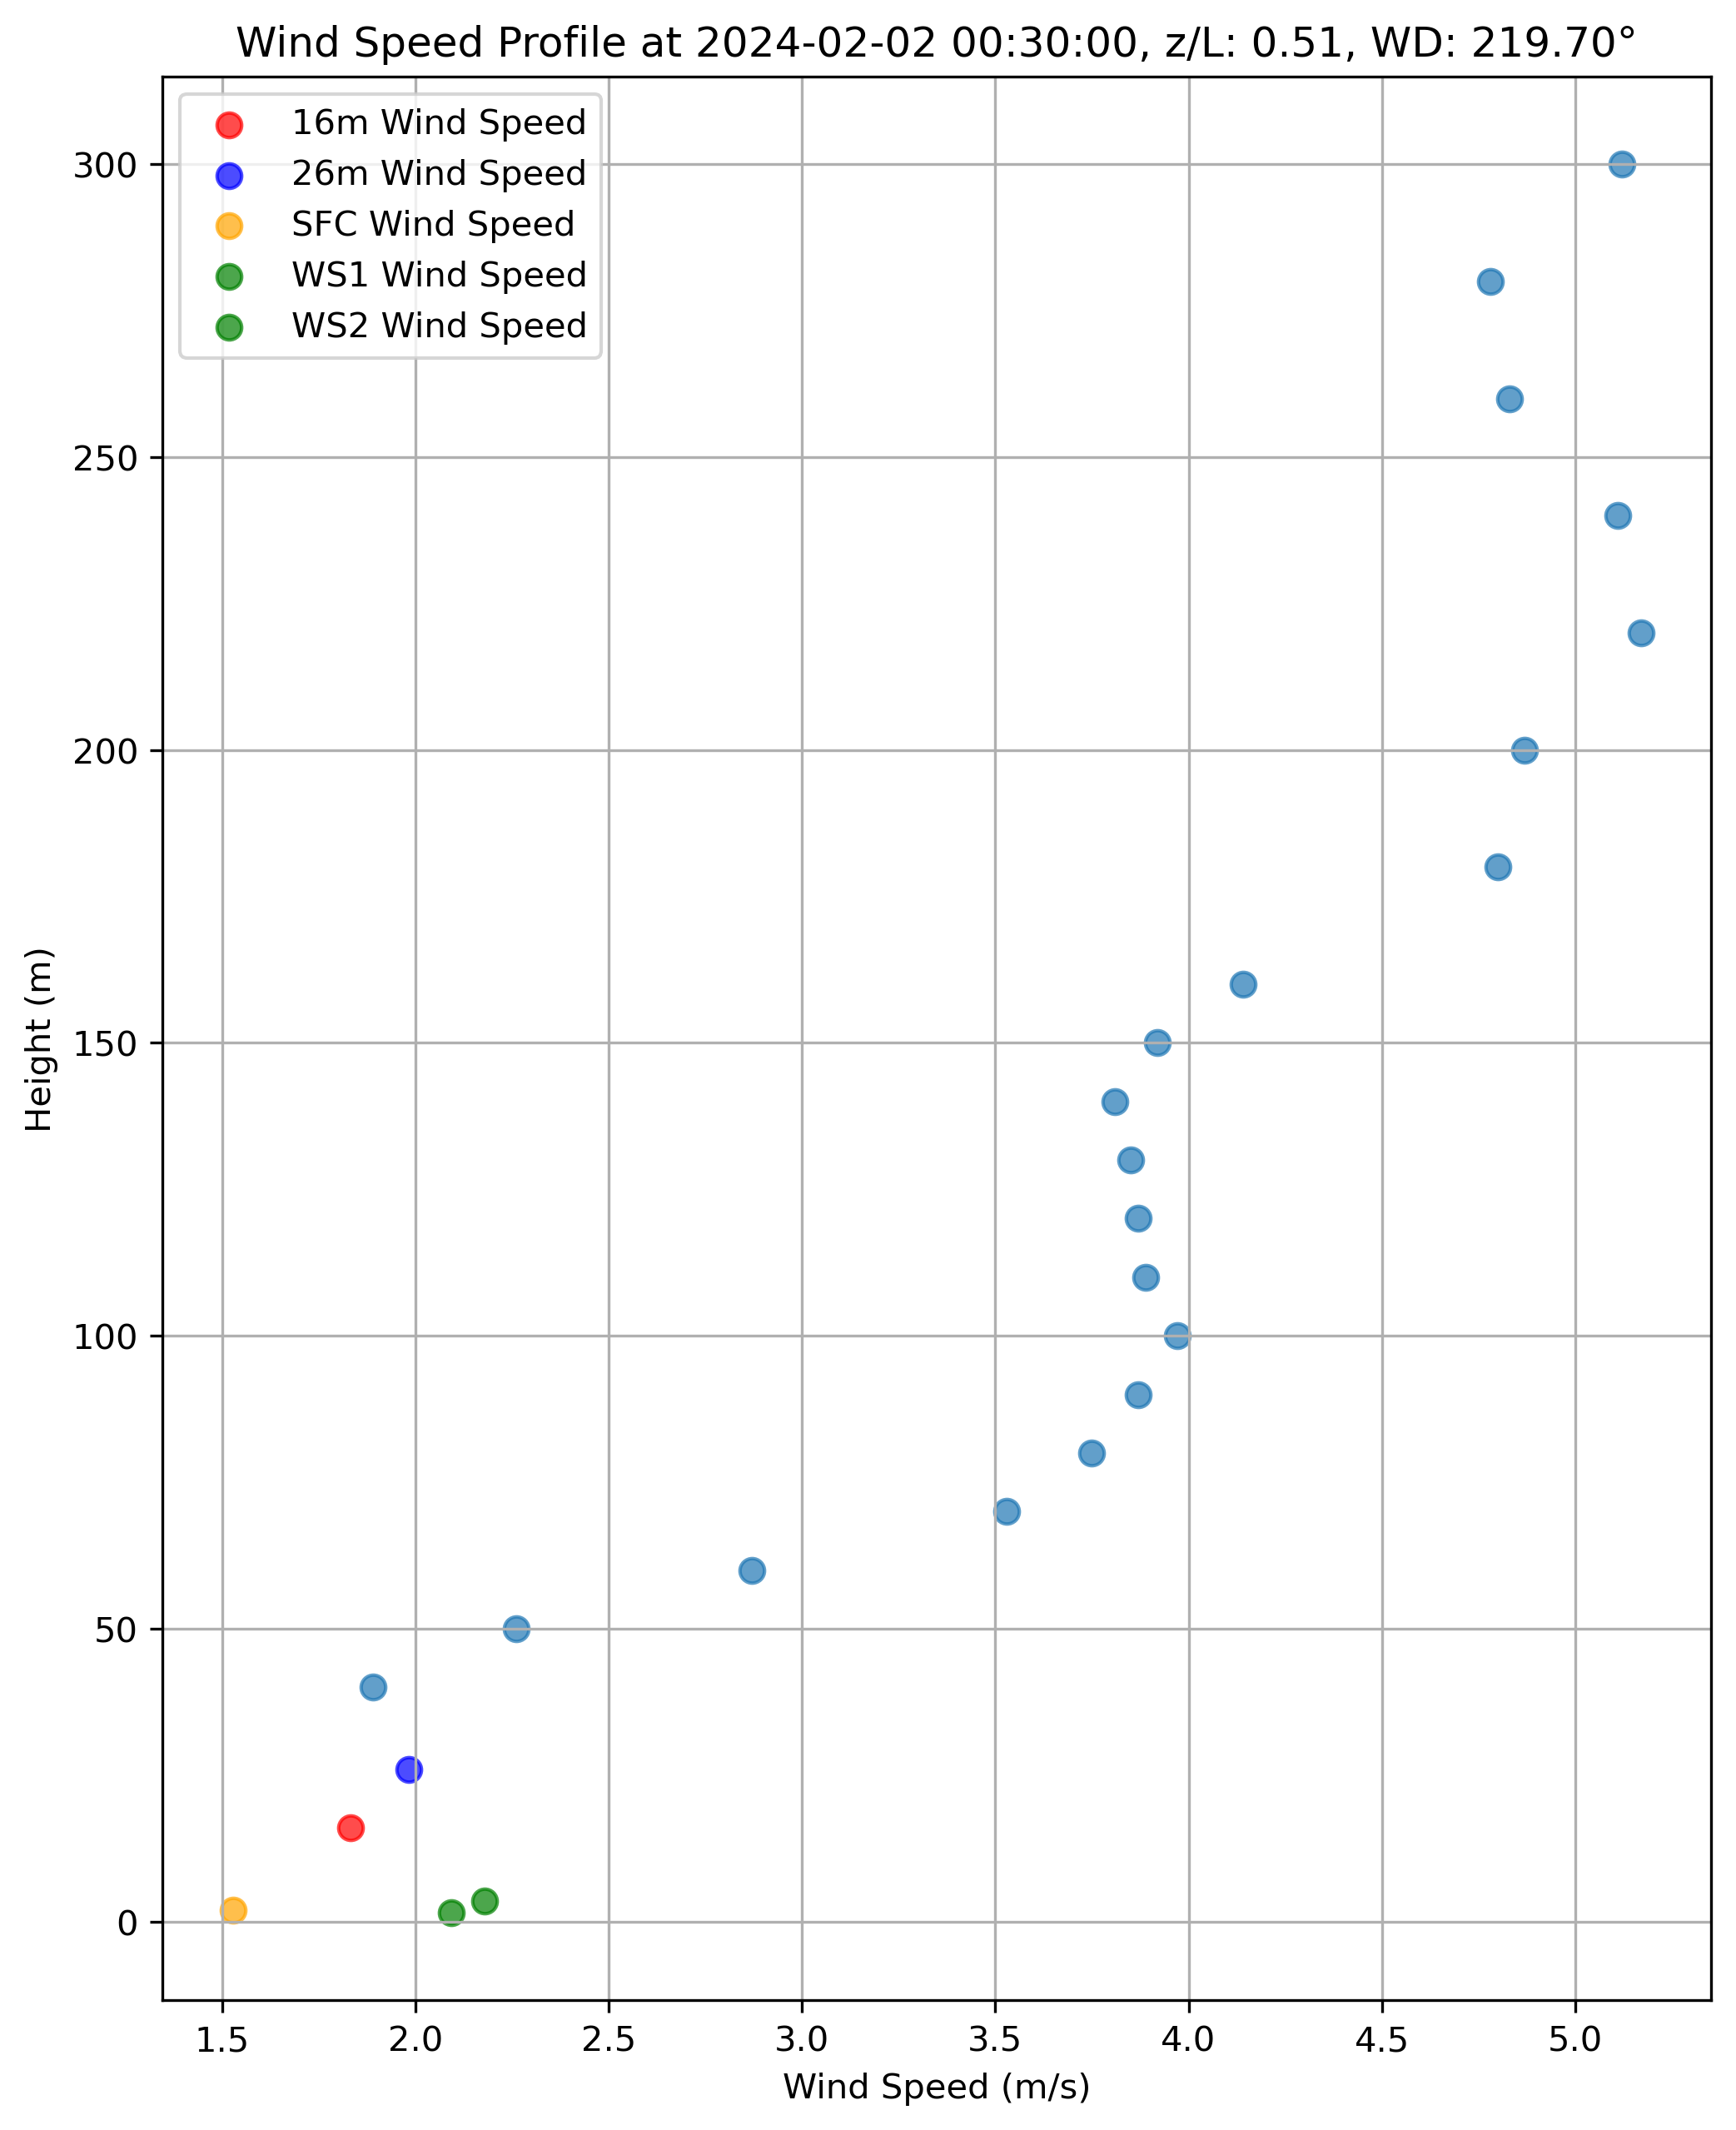 Wind Speed Profile at 2024-02-02 00:30:00, z/L: 0.51, WD: 219.70°
16m Wind Speed
26m Wind Speed
SFC Wind Speed
WS1 Wind Speed
WS2 Wind Speed
300
250
200
150
100
50
0
Height (m)
1.5 2.0 2.5 3.0 3.5 4.0 4.5 5.0
Wind Speed (m/s)